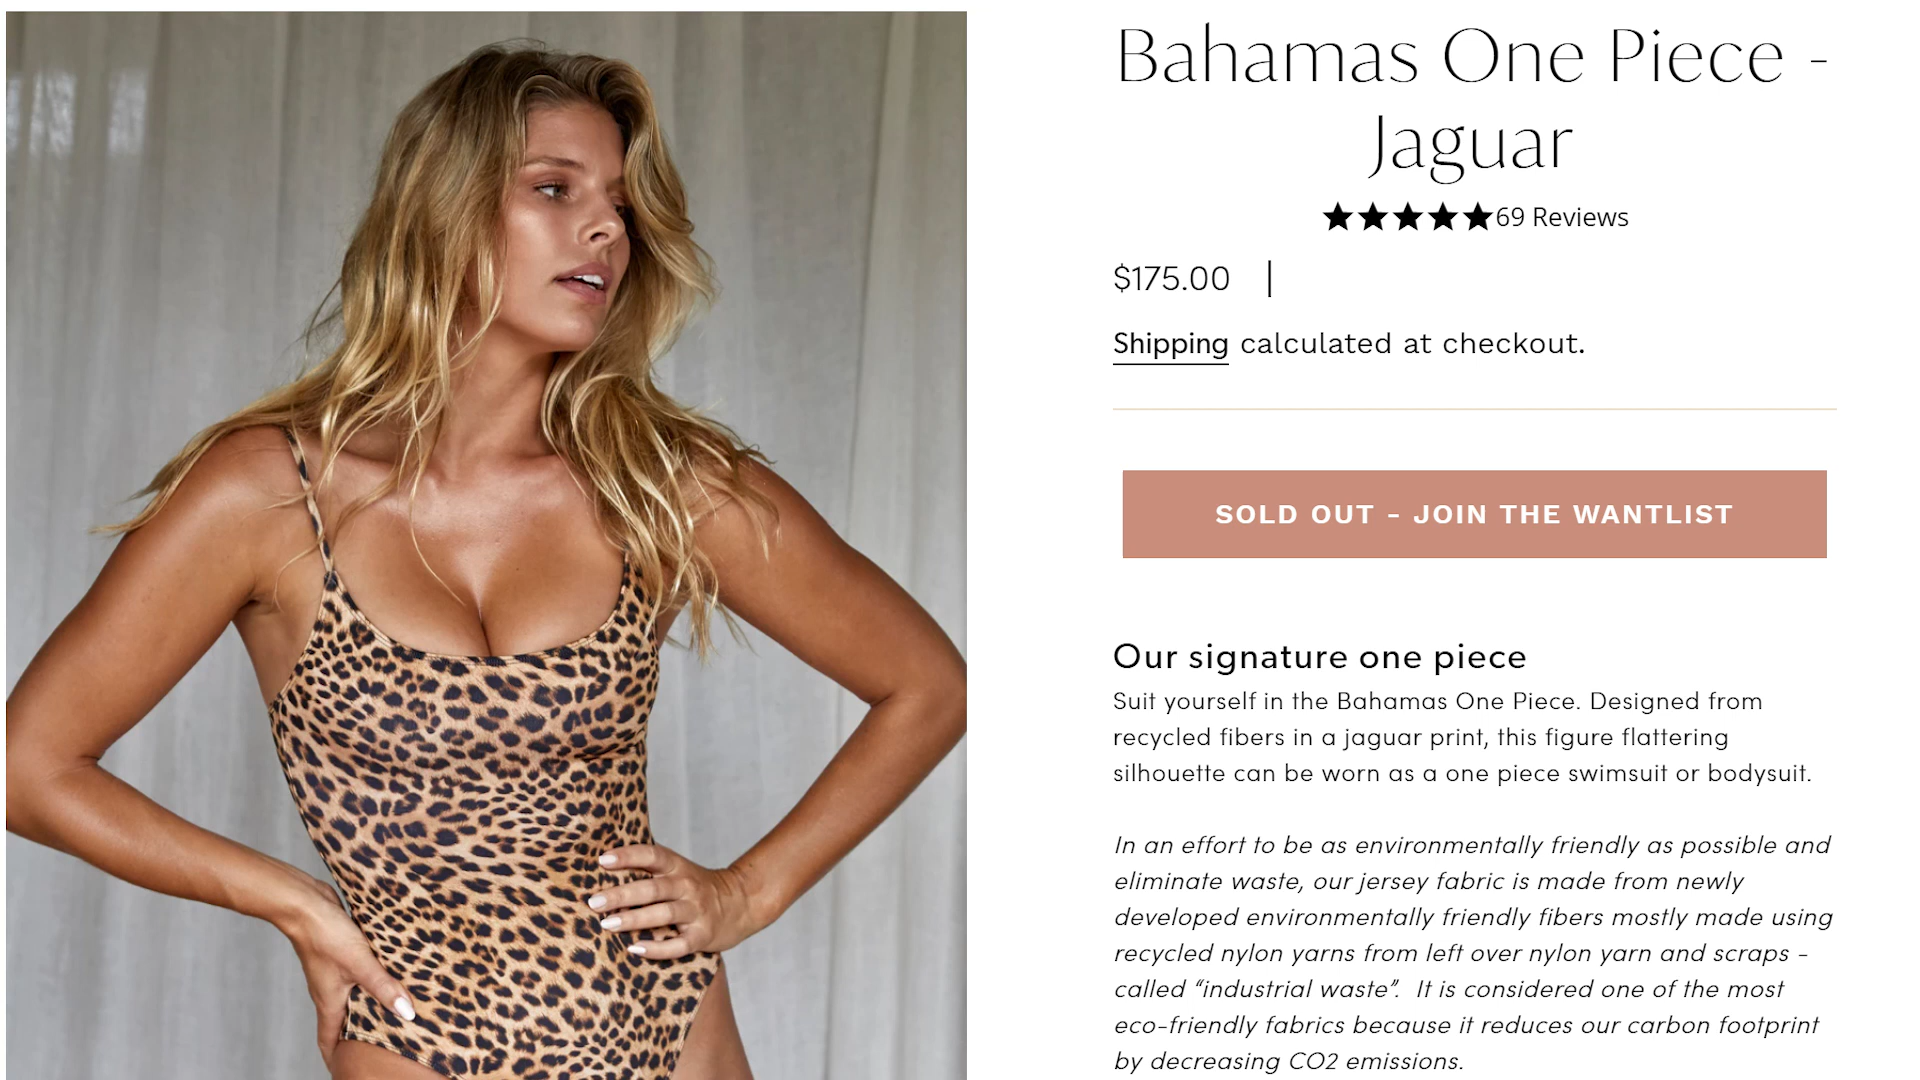 Bahamas One Piece -
Jaguar
69 Reviews
$175.00 |
Shipping calculated at checkout.
SOLD OUT - JOIN THE WANTLIST
Our signature one piece
Suit yourself in the Bahamas One Piece. Designed from
recycled fibers in a jaguar print, this figure flattering
silhouette can be worn as a one piece swimsuit or bodysuit.
In an effort to be as environmentally friendly as possible and
eliminate waste, our jersey fabric is made from newly
developed environmentally friendly fibers mostly made using
recycled nylon yarns from left over nylon yarn and scraps -
called “industrial waste”.  It is considered one of the most
eco-friendly fabrics because it reduces our carbon footprint
by decreasing CO2 emissions.